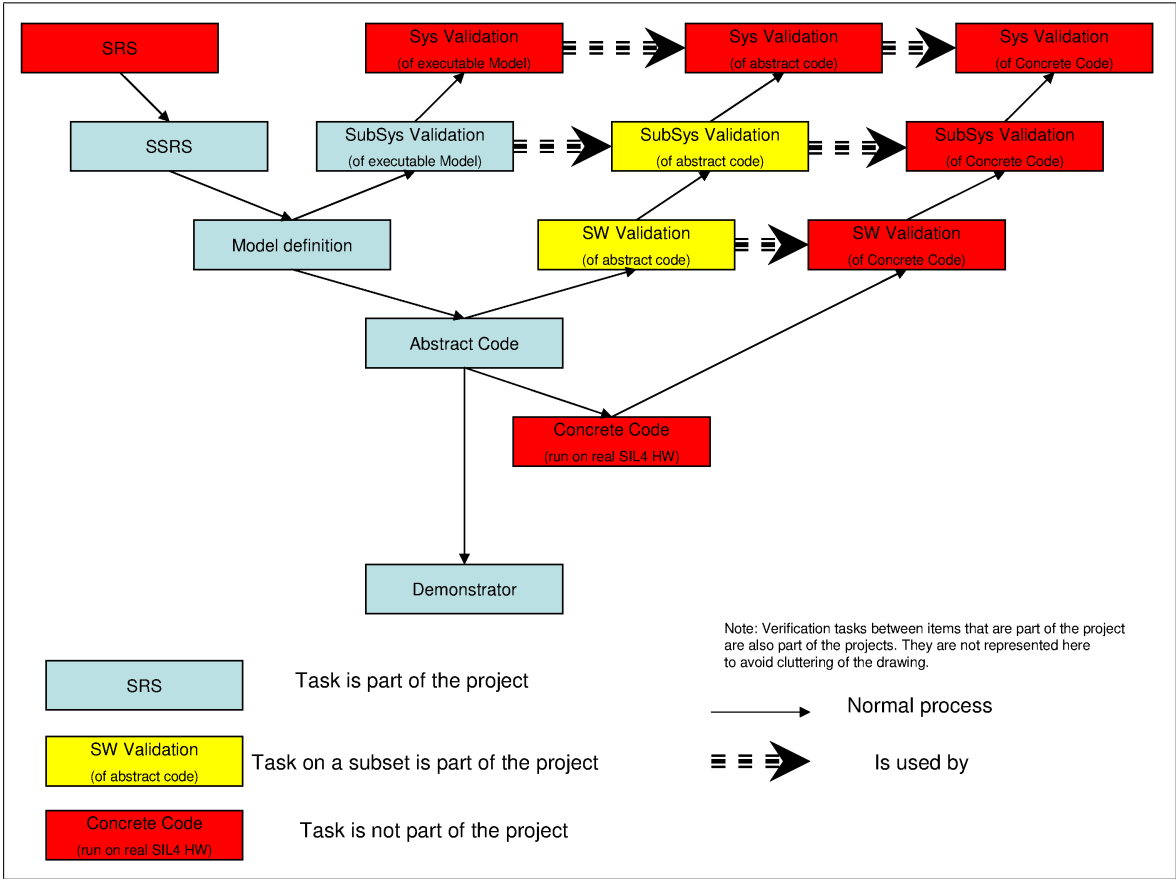 SRS
Sys Validation
(of executable Model)
Sys Validation
(of abstract code)
Sys Validation
(of Concrete Code)
SSRS
SubSys Validation
(of executable Model)
SubSys Validation
(of abstract code)
SubSys Validation
(of Concrete Code)
Model definition
SW Validation
(of abstract code)
SW Validation
(of Concrete Code)
Abstract Code
Concrete Code
(run on real SIL4 HW)
Demonstrator
Note: Verification tasks between items that are part of the project
are also part of the projects. They are not represented here
to avoid cluttering of the drawing.
SRS
Task is part of the project
Normal process
SW Validation
(of abstract code)
Task on a subset is part of the project
Is used by
Concrete Code
(run on real SIL4 HW)
Task is not part of the project